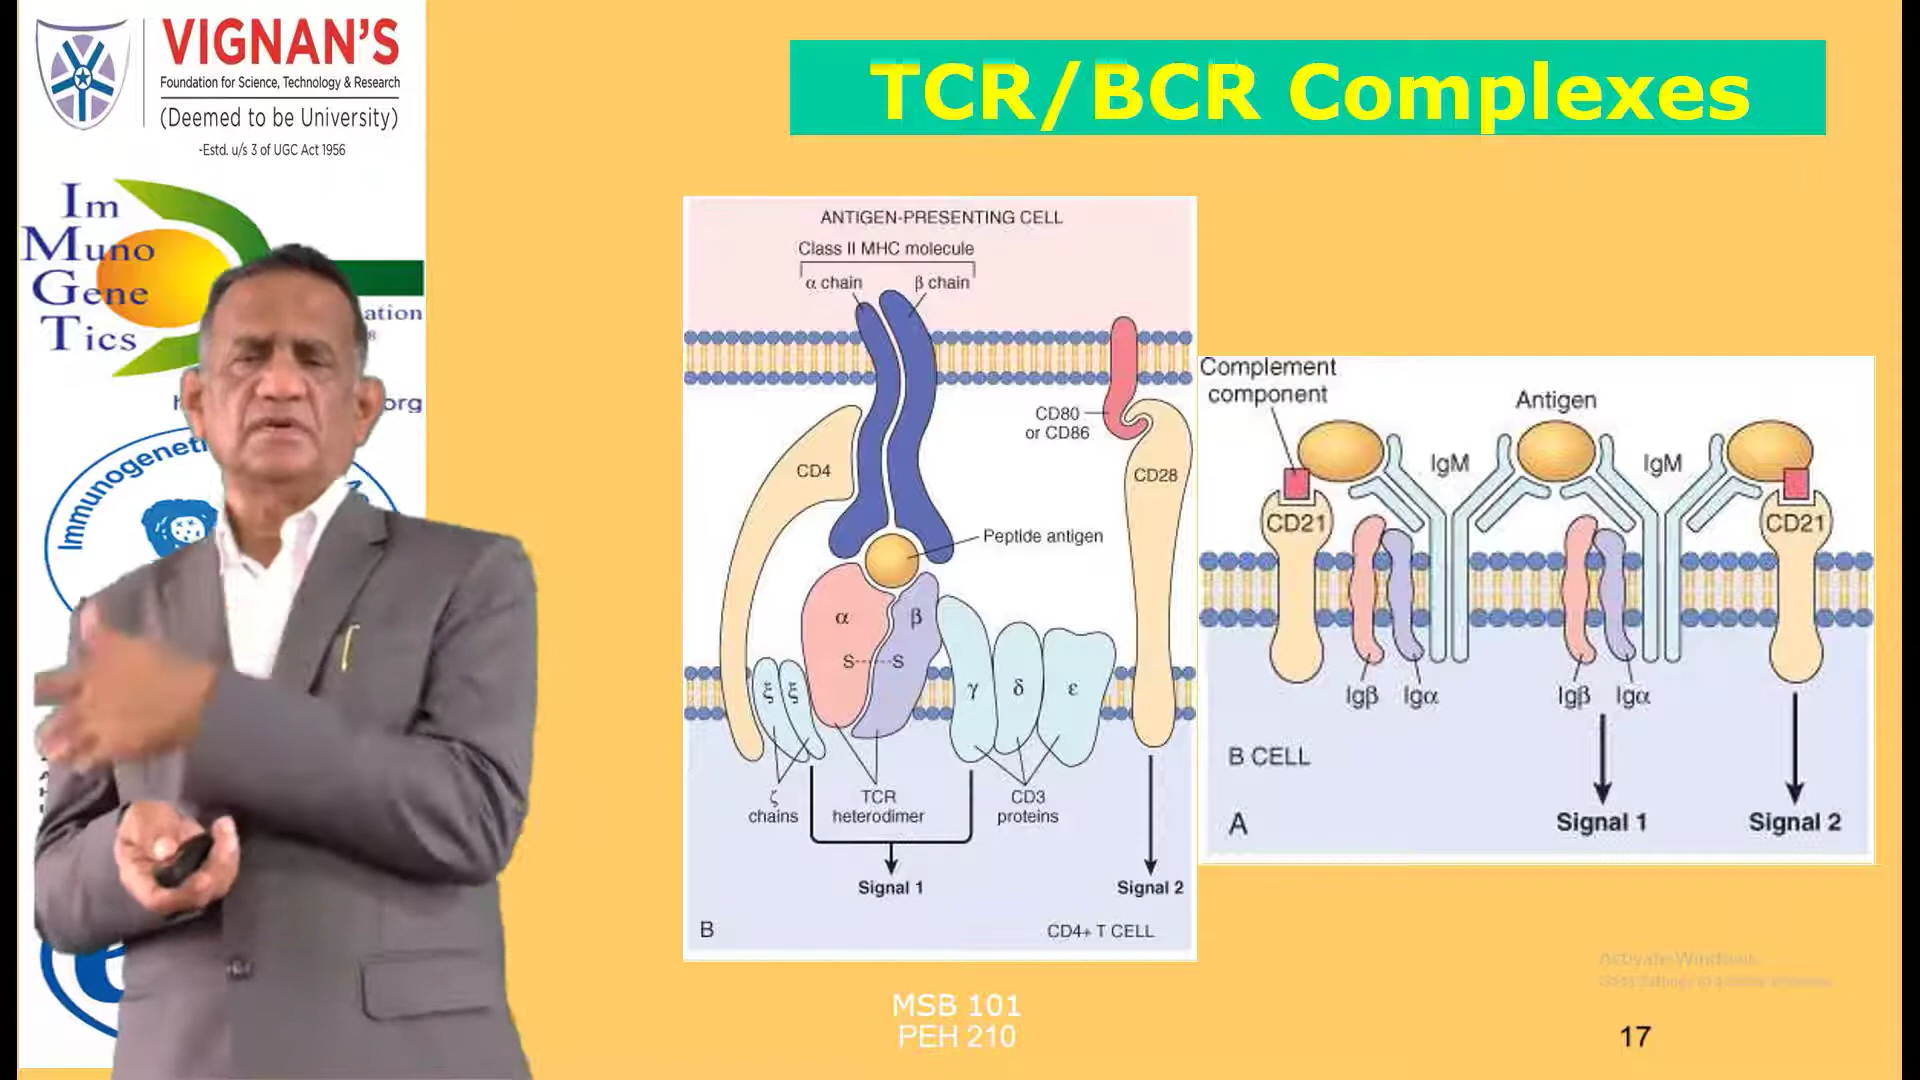 VIGNAN'S
Foundation for Science, Technology & Research
(Deemed to be University)
-Estd. u/s 3 of UGC Act 1956
Im
Muno
Gene
Tics
ation
org
Immunogeneti
TCR/BCR Complexes
ANTIGEN-PRESENTING CELL
Class II MHC molecule
α chain
β chain
CD80
or CD86
CD4
CD28
Peptide antigen
α
β
S
S
ξ
ξ
γ
δ
ε
ζ
chains
TCR
heterodimer
CD3
proteins
Signal 1
Signal 2
B
CD4+ T CELL
Complement
component
Antigen
IgM
IgM
CD21
CD21
Igβ
Igα
Igβ
Igα
B CELL
A
Signal 1
Signal 2
Activate Windows
MSB 101
PEH 210
17